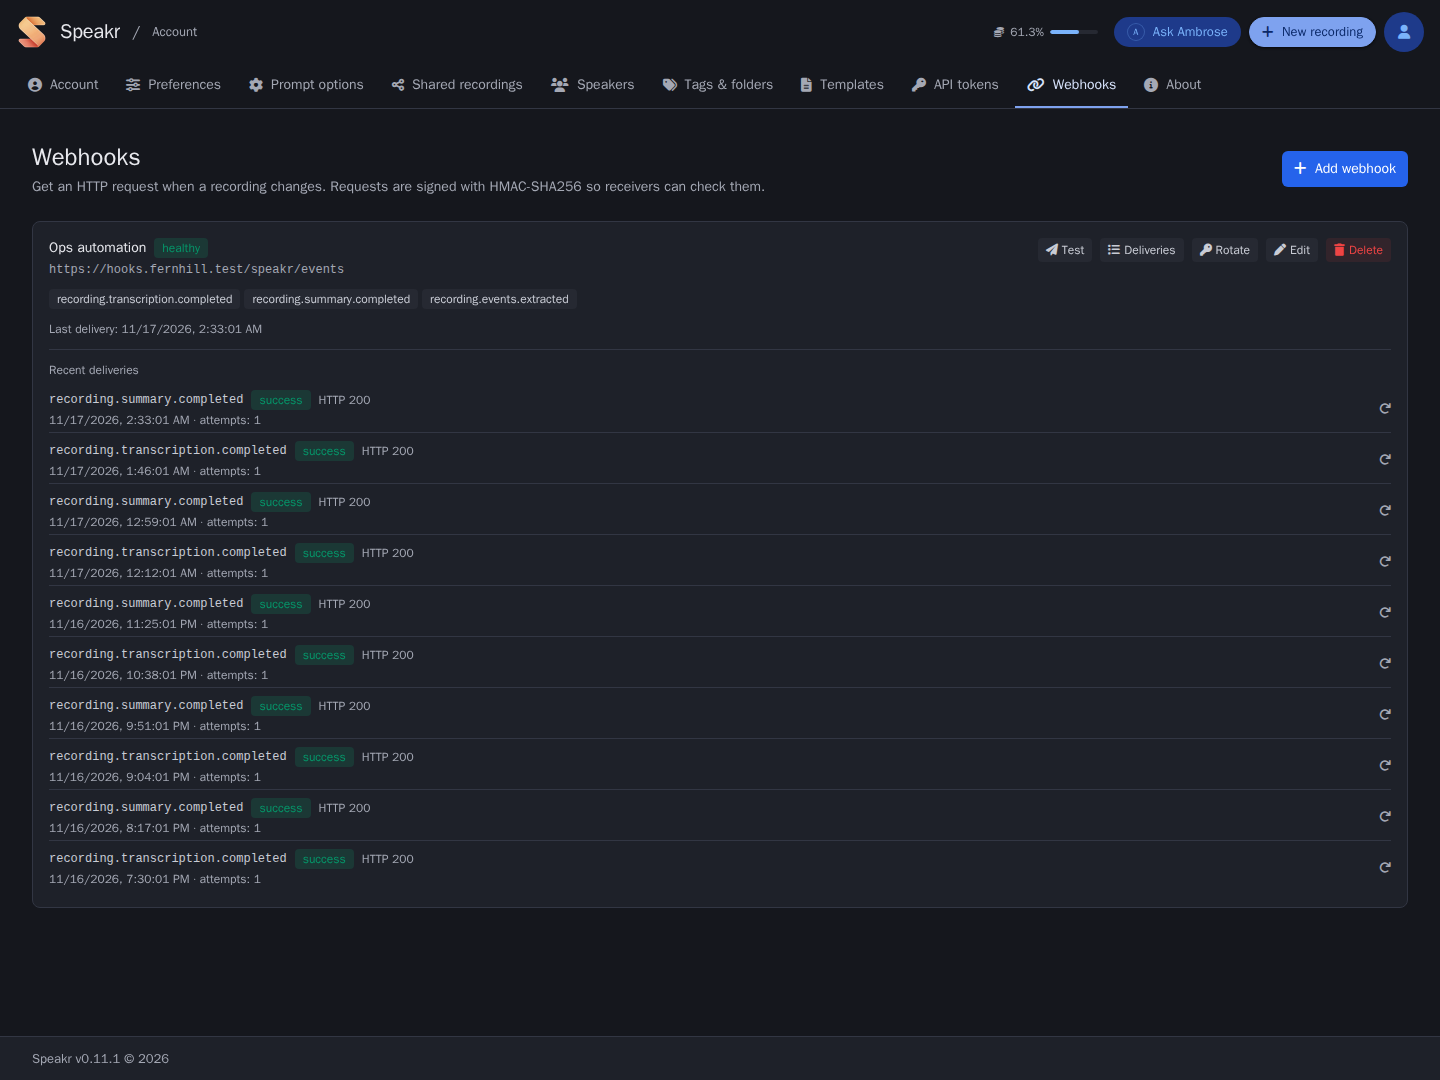 Speakr / Account
61.3%
A Ask Ambrose
New recording
Account
Preferences
Prompt options
Shared recordings
Speakers
Tags & folders
Templates
API tokens
Webhooks
About
Webhooks
Get an HTTP request when a recording changes. Requests are signed with HMAC-SHA256 so receivers can check them.
Add webhook
Ops automation healthy
Test
Deliveries
Rotate
Edit
Delete
https://hooks.fernhill.test/speakr/events
recording.transcription.completed recording.summary.completed recording.events.extracted
Last delivery: 11/17/2026, 2:33:01 AM
Recent deliveries
recording.summary.completed success HTTP 200
11/17/2026, 2:33:01 AM · attempts: 1
recording.transcription.completed success HTTP 200
11/17/2026, 1:46:01 AM · attempts: 1
recording.summary.completed success HTTP 200
11/17/2026, 12:59:01 AM · attempts: 1
recording.transcription.completed success HTTP 200
11/17/2026, 12:12:01 AM · attempts: 1
recording.summary.completed success HTTP 200
11/16/2026, 11:25:01 PM · attempts: 1
recording.transcription.completed success HTTP 200
11/16/2026, 10:38:01 PM · attempts: 1
recording.summary.completed success HTTP 200
11/16/2026, 9:51:01 PM · attempts: 1
recording.transcription.completed success HTTP 200
11/16/2026, 9:04:01 PM · attempts: 1
recording.summary.completed success HTTP 200
11/16/2026, 8:17:01 PM · attempts: 1
recording.transcription.completed success HTTP 200
11/16/2026, 7:30:01 PM · attempts: 1
Speakr v0.11.1 © 2026